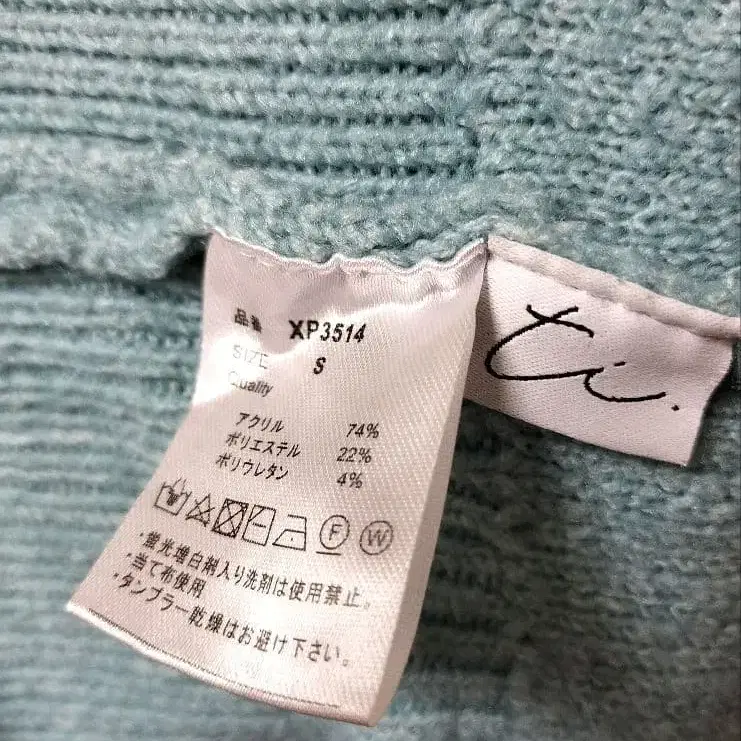 品番 XP3514
SIZE S
Quality
アクリル 74%
ポリエステル 22%
ポリウレタン 4%
F W
・蛍光増白剤入り洗剤は使用禁止。
・当て布使用
・タンブラー乾燥はお避け下さい。
ti.